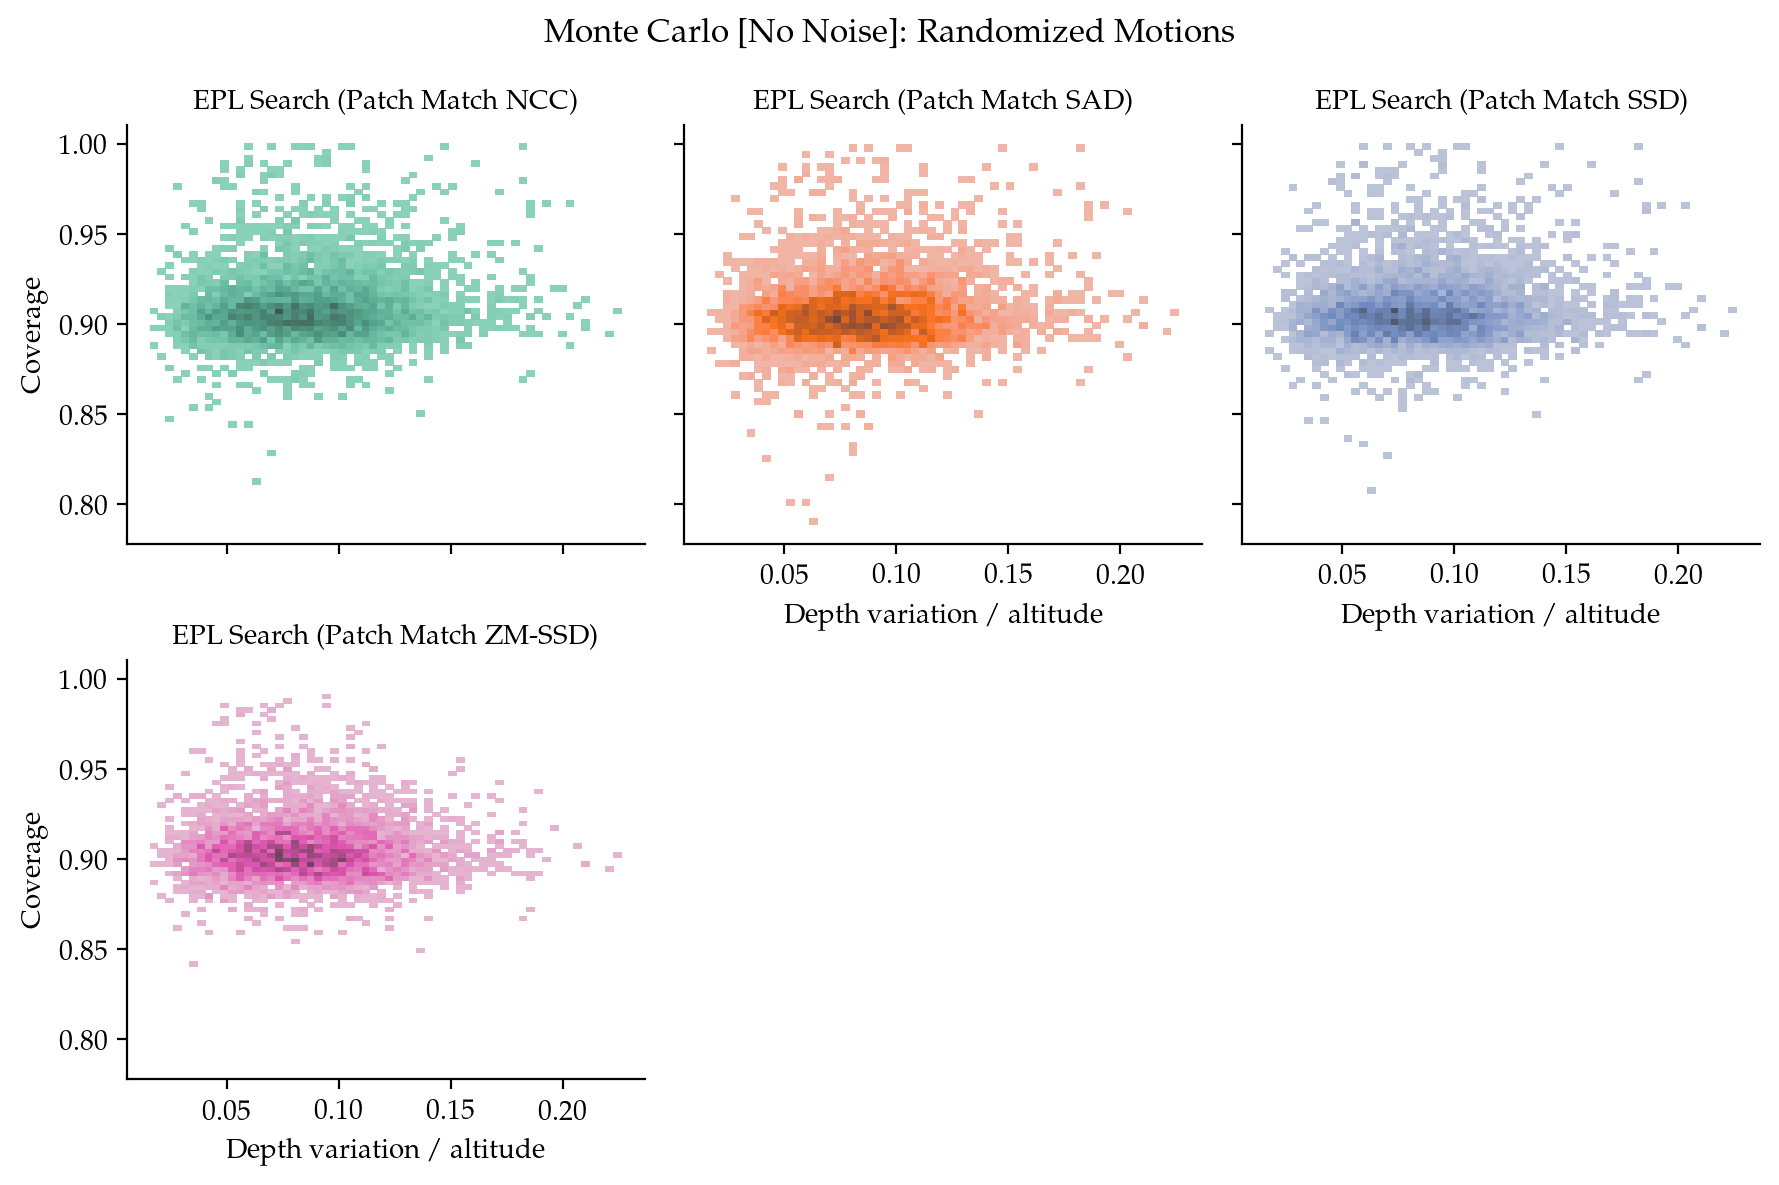 Monte Carlo [No Noise]: Randomized Motions
EPL Search (Patch Match NCC)
1.00
0.95
0.90
0.85
0.80
Coverage
EPL Search (Patch Match SAD)
0.05 0.10 0.15 0.20
Depth variation / altitude
EPL Search (Patch Match SSD)
0.05 0.10 0.15 0.20
Depth variation / altitude
EPL Search (Patch Match ZM-SSD)
1.00
0.95
0.90
0.85
0.80
Coverage
0.05 0.10 0.15 0.20
Depth variation / altitude